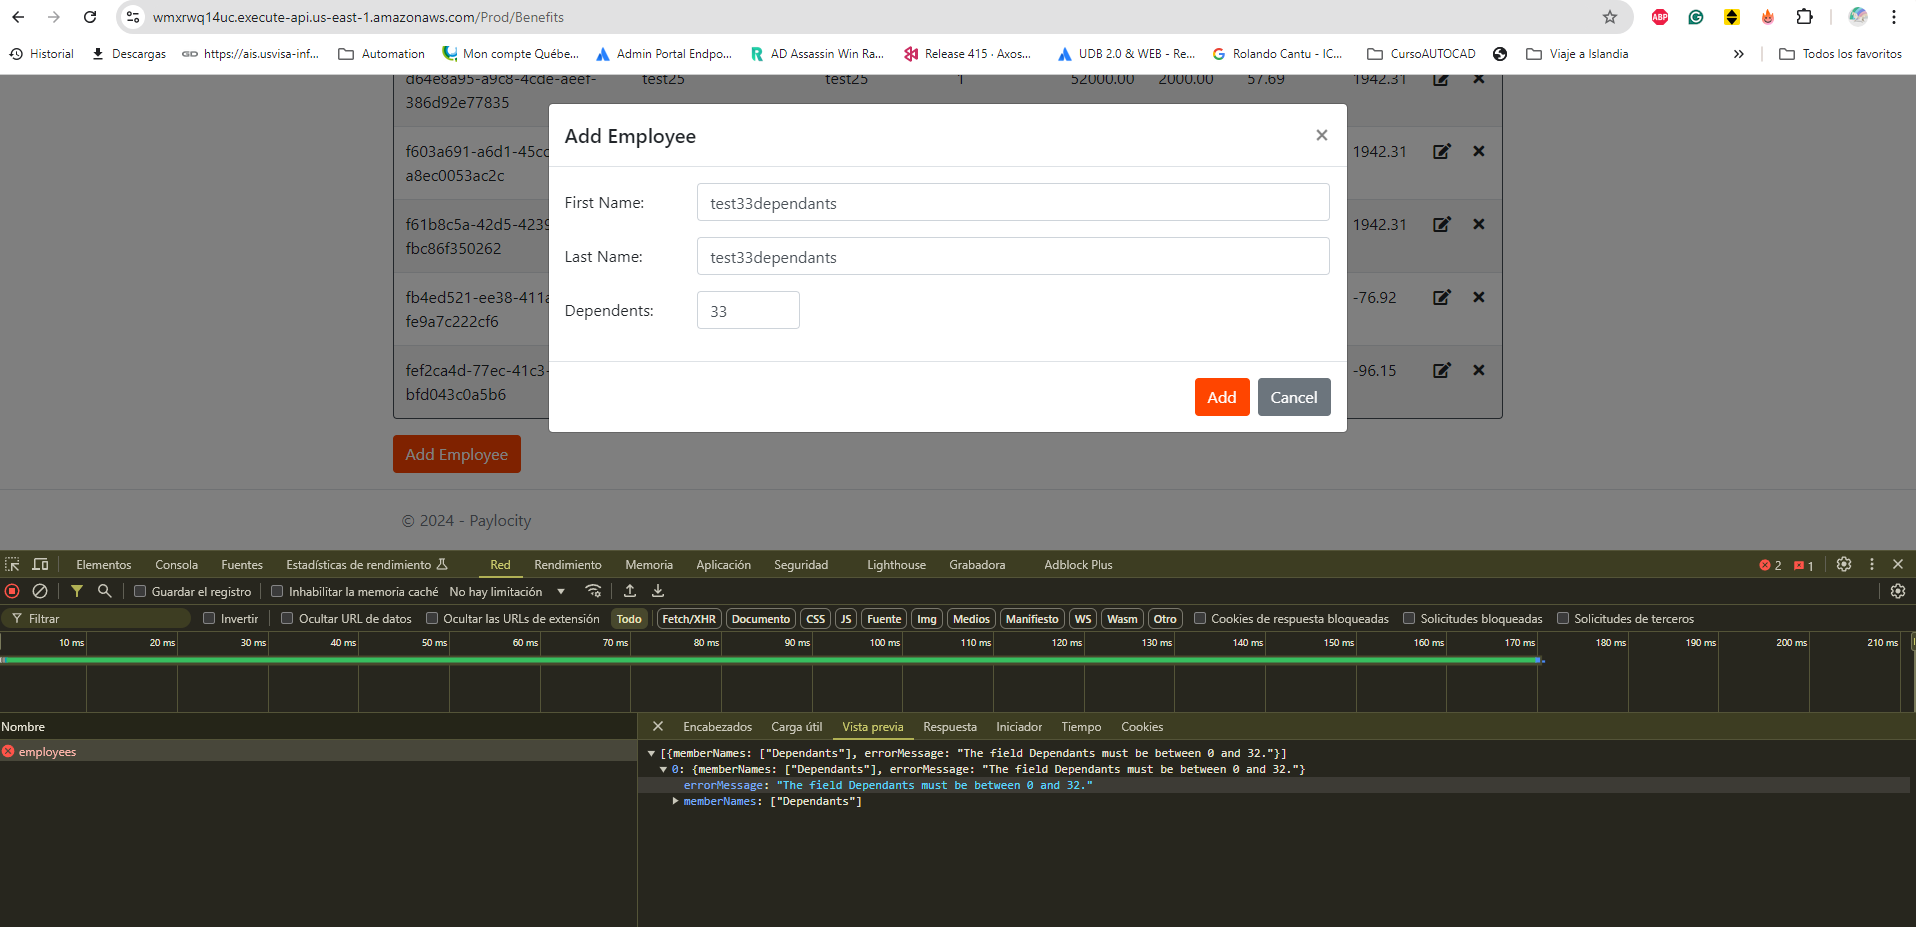 wmxrwq14uc.execute-api.us-east-1.amazonaws.com/Prod/Benefits
Historial Descargas https://ais.usvisa-inf... Automation Mon compte Québe... Admin Portal Endpo... AD Assassin Win Ra... Release 415 · Axos... UDB 2.0 & WEB - Re... Rolando Cantu - IC... CursoAUTOCAD Viaje a Islandia » Todos los favoritos
d64e8a95-a9c8-4cde-aeef- test25 test25 1 52000.00 2000.00 57.69 1942.31
386d92e77835
Add Employee ×
f603a691-a6d1-45cc 1942.31
a8ec0053ac2c
First Name: test33dependants
f61b8c5a-42d5-4239 1942.31
fbc86f350262
Last Name: test33dependants
fb4ed521-ee38-411a -76.92
fe9a7c222cf6
Dependents: 33
fef2ca4d-77ec-41c3- -96.15
bfd043c0a5b6
Add Cancel
Add Employee
© 2024 - Paylocity
Elementos Consola Fuentes Estadísticas de rendimiento Red Rendimiento Memoria Aplicación Seguridad Lighthouse Grabadora Adblock Plus 2 1
Guardar el registro Inhabilitar la memoria caché No hay limitación
Filtrar Invertir Ocultar URL de datos Ocultar las URLs de extensión Todo Fetch/XHR Documento CSS JS Fuente Img Medios Manifiesto WS Wasm Otro Cookies de respuesta bloqueadas Solicitudes bloqueadas Solicitudes de terceros
10 ms 20 ms 30 ms 40 ms 50 ms 60 ms 70 ms 80 ms 90 ms 100 ms 110 ms 120 ms 130 ms 140 ms 150 ms 160 ms 170 ms 180 ms 190 ms 200 ms 210 ms
Nombre
employees
Encabezados Carga útil Vista previa Respuesta Iniciador Tiempo Cookies
[{memberNames: ["Dependants"], errorMessage: "The field Dependants must be between 0 and 32."}]
0: {memberNames: ["Dependants"], errorMessage: "The field Dependants must be between 0 and 32."}
errorMessage: "The field Dependants must be between 0 and 32."
memberNames: ["Dependants"]